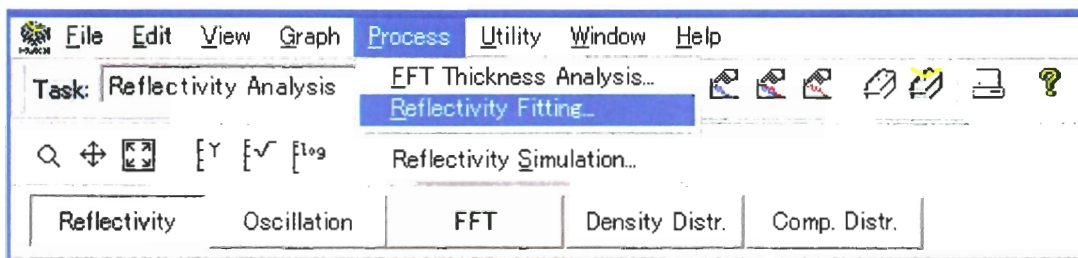 File Edit View Graph Process Utility Window Help
Task: Reflectivity Analysis
FFT Thickness Analysis...
Reflectivity Fitting...
Reflectivity Simulation...
Y √ log
Reflectivity Oscillation FFT Density Distr. Comp. Distr.